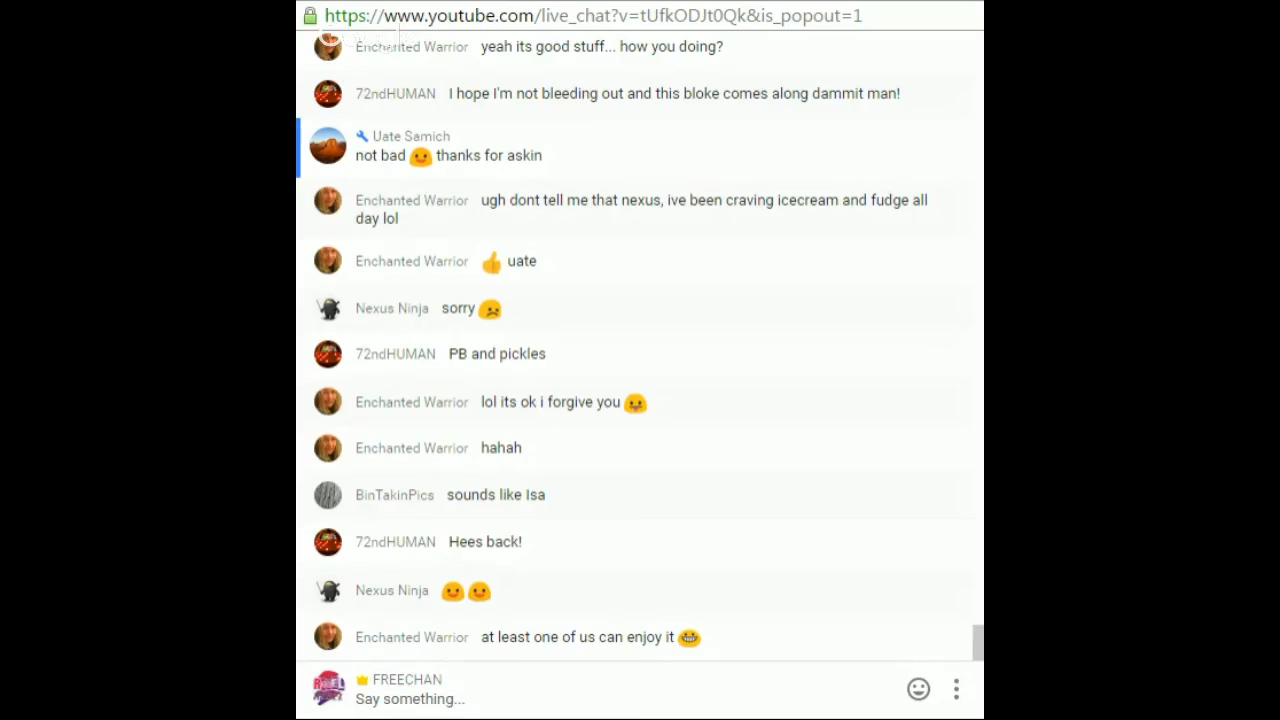 https://www.youtube.com/live_chat?v=tUfkODJt0Qk&is_popout=1
Enchanted Warrior yeah its good stuff... how you doing?
72ndHUMAN I hope I'm not bleeding out and this bloke comes along dammit man!
Uate Samich
not bad thanks for askin
Enchanted Warrior ugh dont tell me that nexus, ive been craving icecream and fudge all
day lol
Enchanted Warrior uate
Nexus Ninja sorry
72ndHUMAN PB and pickles
Enchanted Warrior lol its ok i forgive you
Enchanted Warrior hahah
BinTakinPics sounds like Isa
72ndHUMAN Hees back!
Nexus Ninja
Enchanted Warrior at least one of us can enjoy it
FREECHAN
Say something...